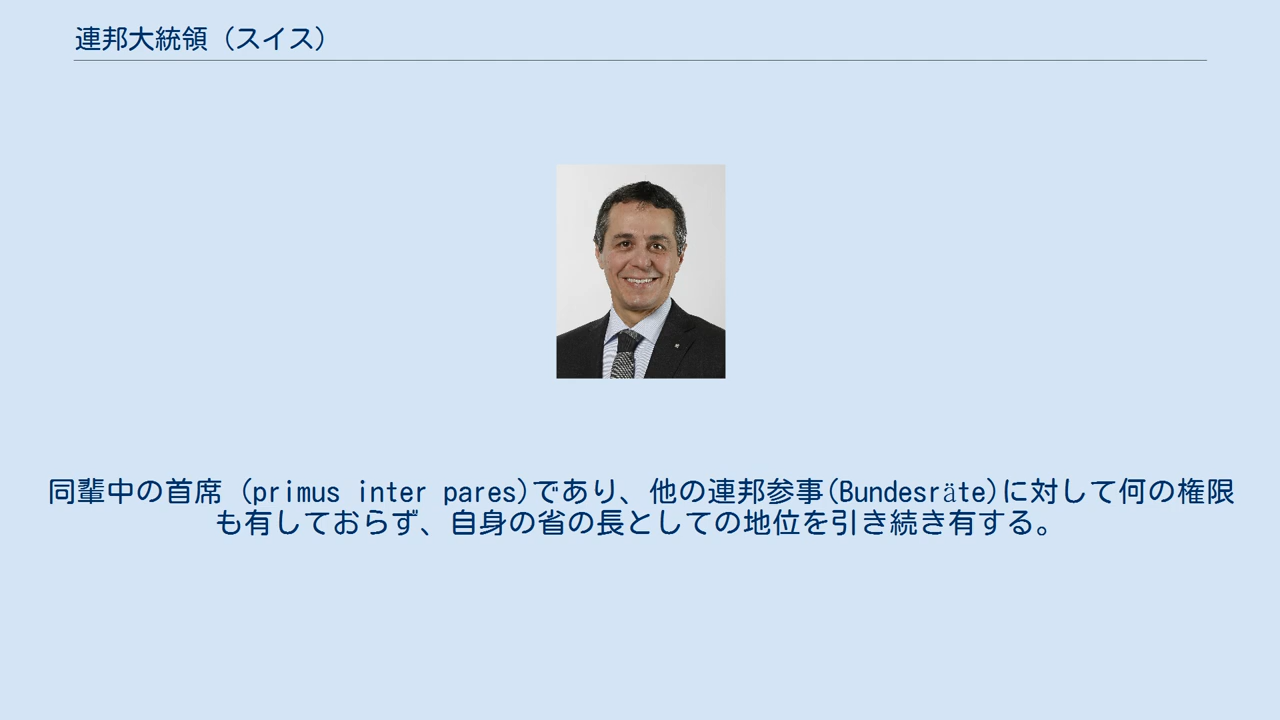 連邦大統領（スイス）
同輩中の首席（primus inter pares)であり、他の連邦参事(Bundesräte)に対して何の権限
も有しておらず、自身の省の長としての地位を引き続き有する。